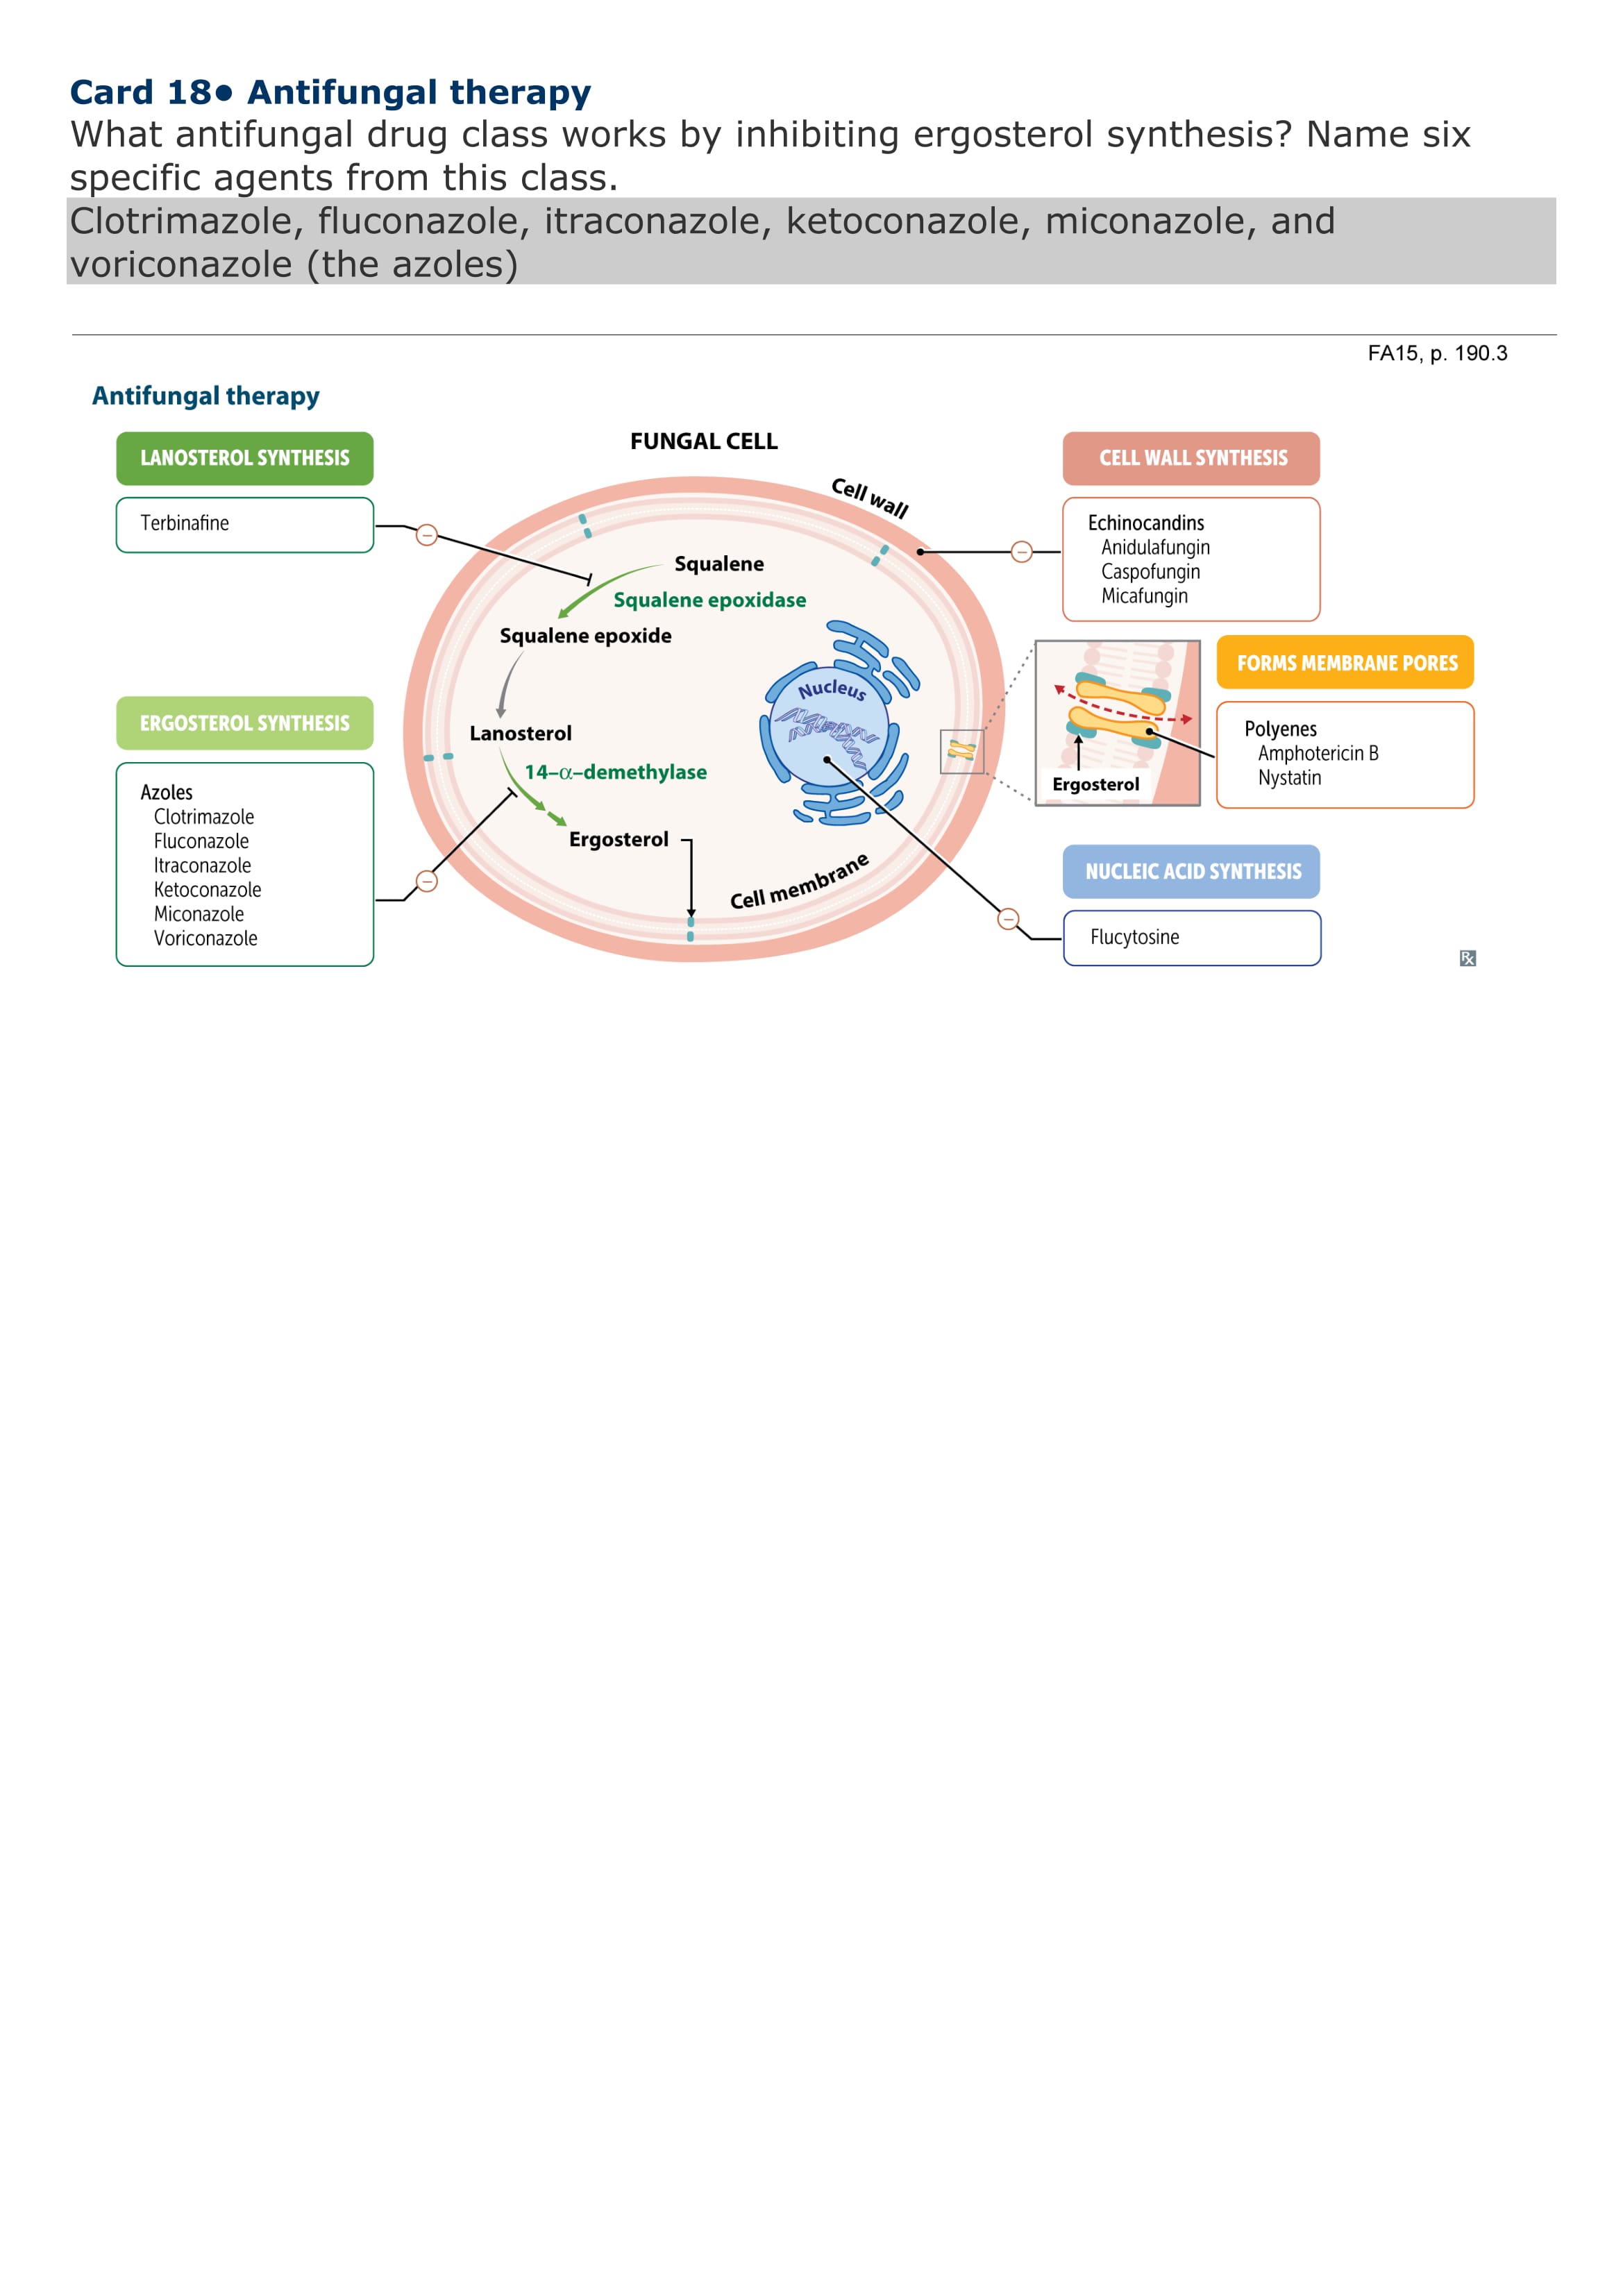 Card 18● Antifungal therapy
What antifungal drug class works by inhibiting ergosterol synthesis? Name six
specific agents from this class.
Clotrimazole, fluconazole, itraconazole, ketoconazole, miconazole, and
voriconazole (the azoles)
FA15, p. 190.3
Antifungal therapy
LANOSTEROL SYNTHESIS
Terbinafine
ERGOSTEROL SYNTHESIS
Azoles
Clotrimazole
Fluconazole
Itraconazole
Ketoconazole
Miconazole
Voriconazole
FUNGAL CELL
Cell wall
Squalene
Squalene epoxidase
Squalene epoxide
Lanosterol
14–α–demethylase
Ergosterol
Nucleus
Cell membrane
CELL WALL SYNTHESIS
Echinocandins
Anidulafungin
Caspofungin
Micafungin
Ergosterol
FORMS MEMBRANE PORES
Polyenes
Amphotericin B
Nystatin
NUCLEIC ACID SYNTHESIS
Flucytosine
Rx